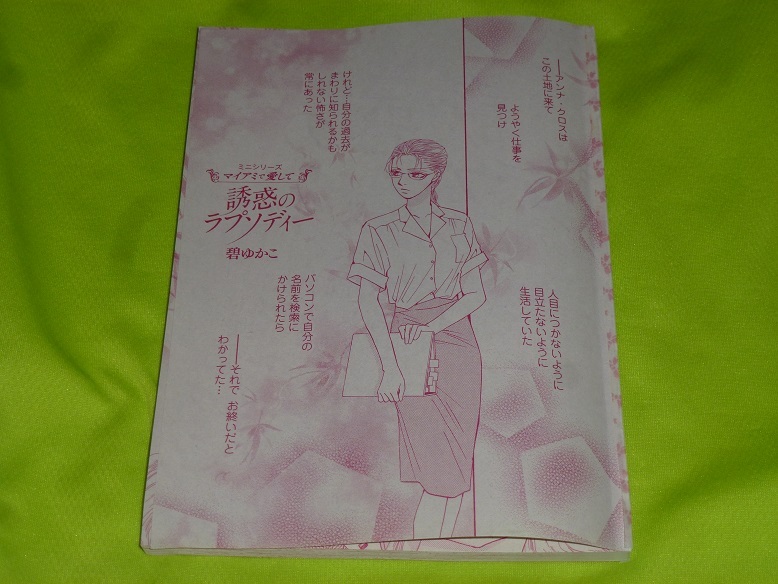 ――アンナ・クロスは
この土地に来て
ようやく仕事を
見つけ
人目につかないように
目立たないように
生活していた
けれど…自分の過去が
まわりに知られるかも
しれない怖さが
常にあった
パソコンで自分の
名前を検索に
かけられたら
――それで お終いだと
わかってた…
ミニシリーズ
マイアミで愛して
誘惑の
ラプソディー
碧ゆかこ